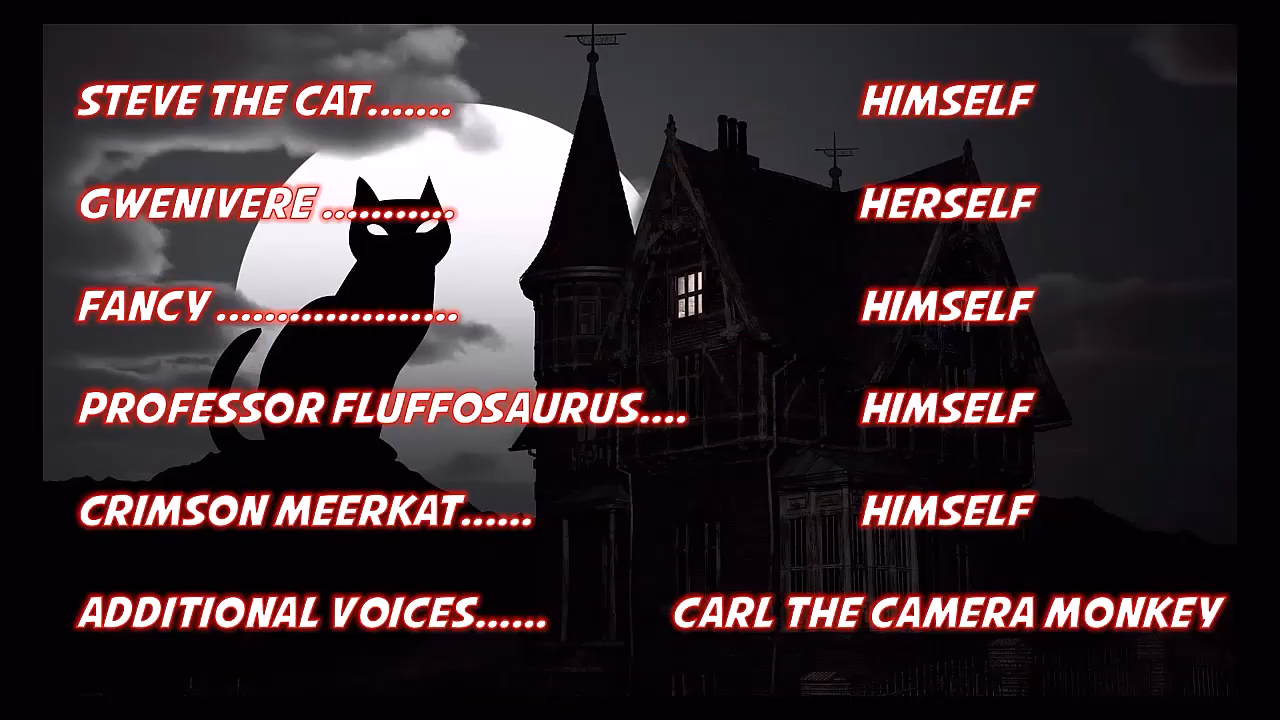 STEVE THE CAT....... HIMSELF
GWENIVERE ........... HERSELF
FANCY .................... HIMSELF
PROFESSOR FLUFFOSAURUS.... HIMSELF
CRIMSON MEERKAT...... HIMSELF
ADDITIONAL VOICES...... CARL THE CAMERA MONKEY